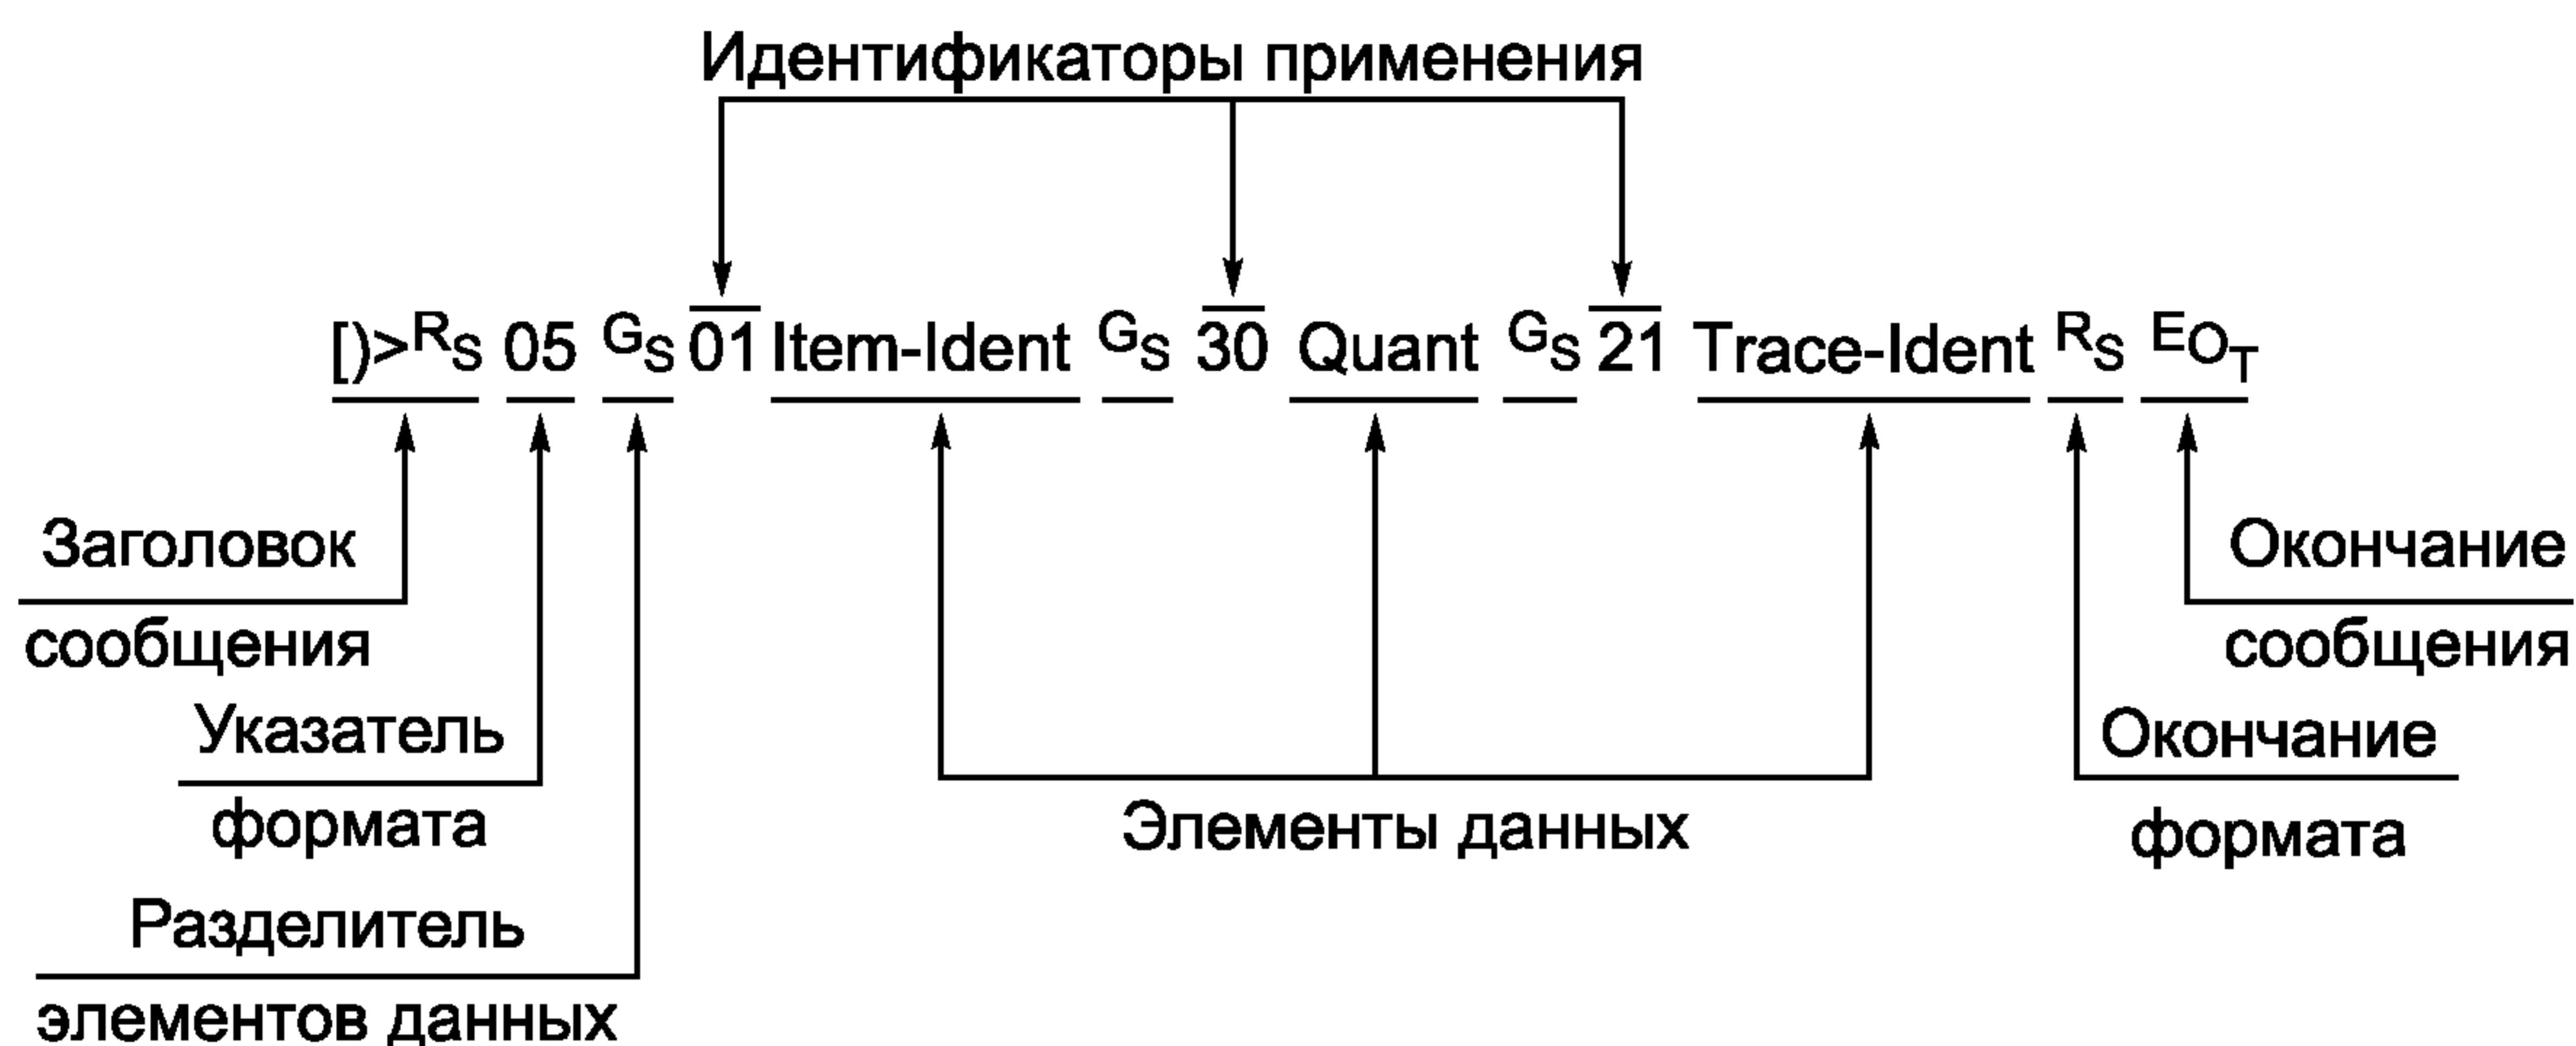 Идентификаторы применения
[)>RS 05 GS 01 Item-Ident GS 30 Quant GS 21 Trace-Ident RS EOT
Заголовок
сообщения
Указатель
формата
Разделитель
элементов данных
Элементы данных
Окончание
формата
Окончание
сообщения